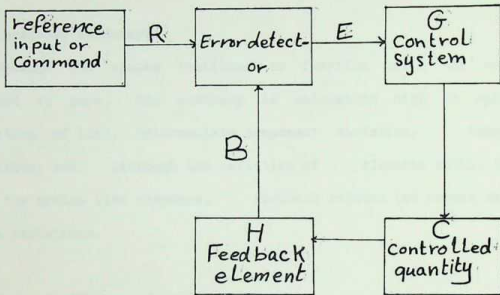 reference
input or
Command
R
Error detect-
or
E
G
Control
System
B
H
Feedback
element
C
Controlled
quantity